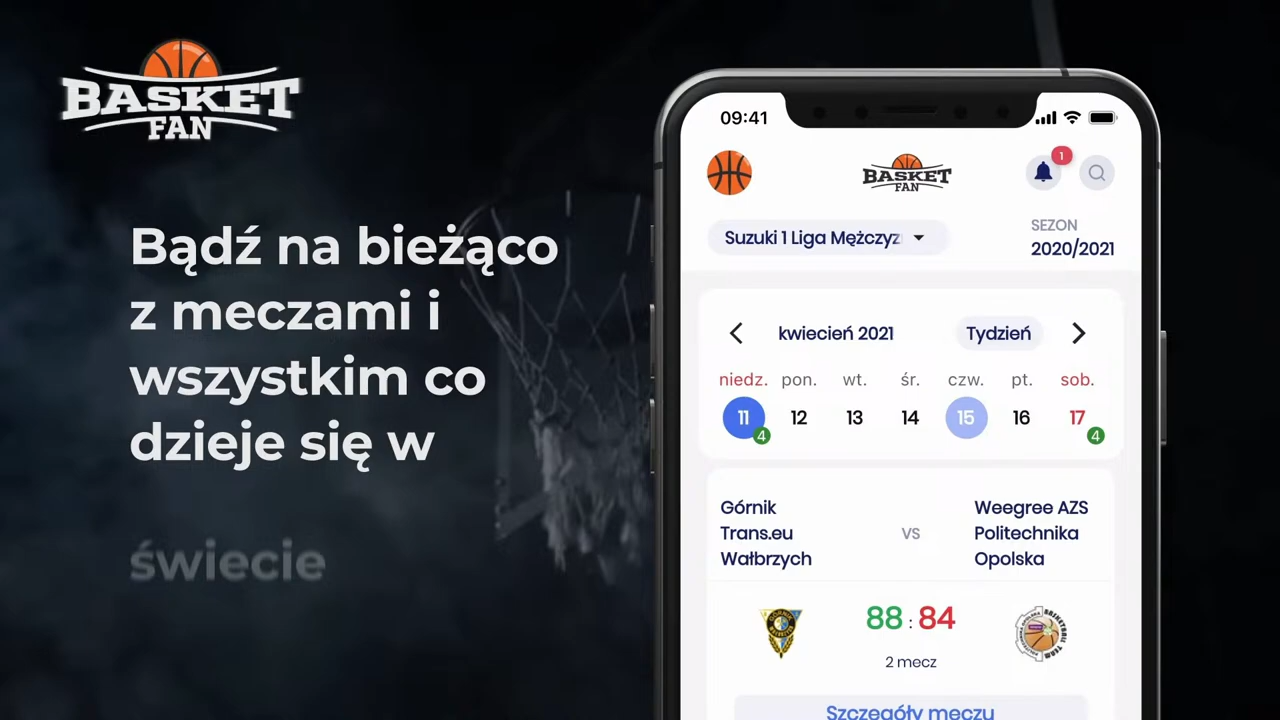 BASKET
FAN
Bądź na bieżąco
z meczami i
wszystkim co
dzieje się w
świecie
09:41
BASKET
FAN
1
Suzuki 1 Liga Mężczyz
SEZON
2020/2021
kwiecień 2021
Tydzień
niedz. pon. wt. śr. czw. pt. sob.
11 12 13 14 15 16 17
4 4
Górnik
Trans.eu
Wałbrzych
VS
Weegree AZS
Politechnika
Opolska
88 : 84
2 mecz
Szczegóły meczu